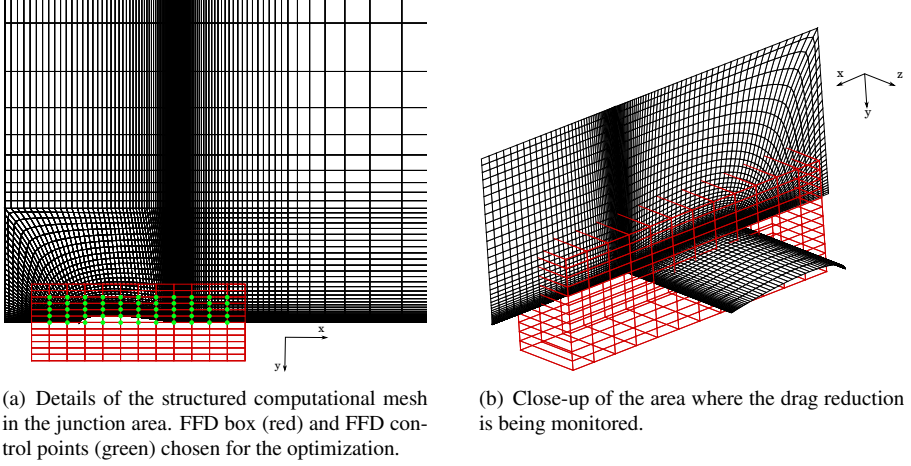 x
y
x
z
y
(a) Details of the structured computational mesh
in the junction area. FFD box (red) and FFD con-
trol points (green) chosen for the optimization.
(b) Close-up of the area where the drag reduction
is being monitored.